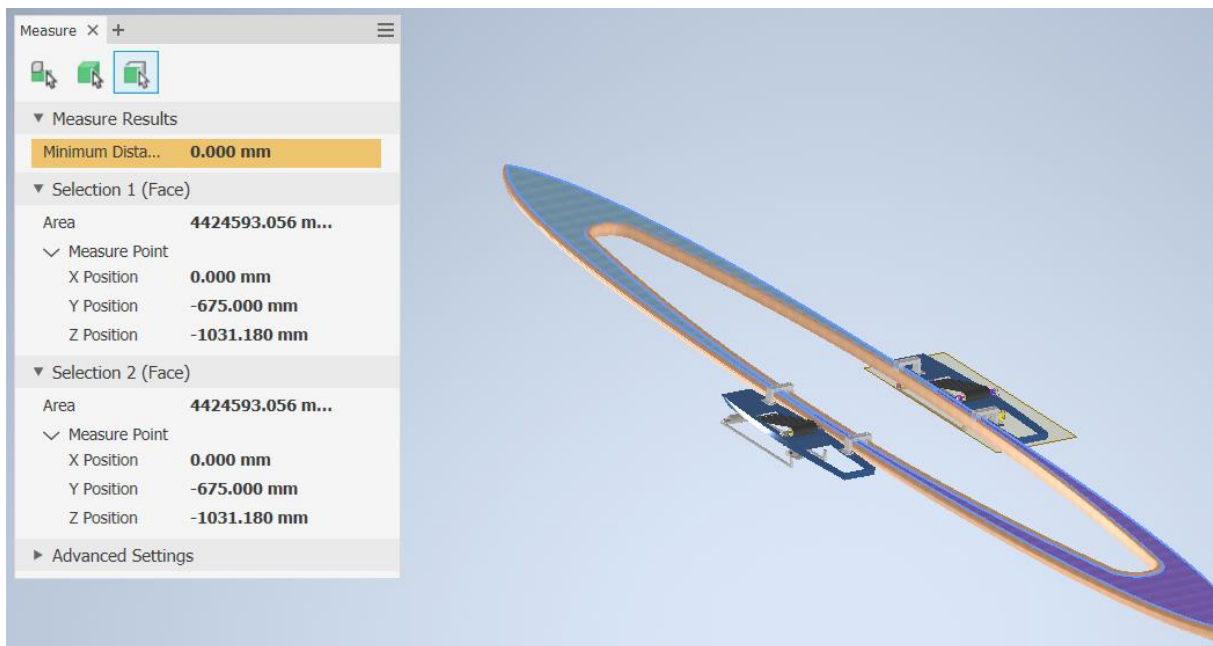 Measure × +
Measure Results
Minimum Dista... 0.000 mm
Selection 1 (Face)
Area 4424593.056 m...
Measure Point
X Position 0.000 mm
Y Position -675.000 mm
Z Position -1031.180 mm
Selection 2 (Face)
Area 4424593.056 m...
Measure Point
X Position 0.000 mm
Y Position -675.000 mm
Z Position -1031.180 mm
Advanced Settings